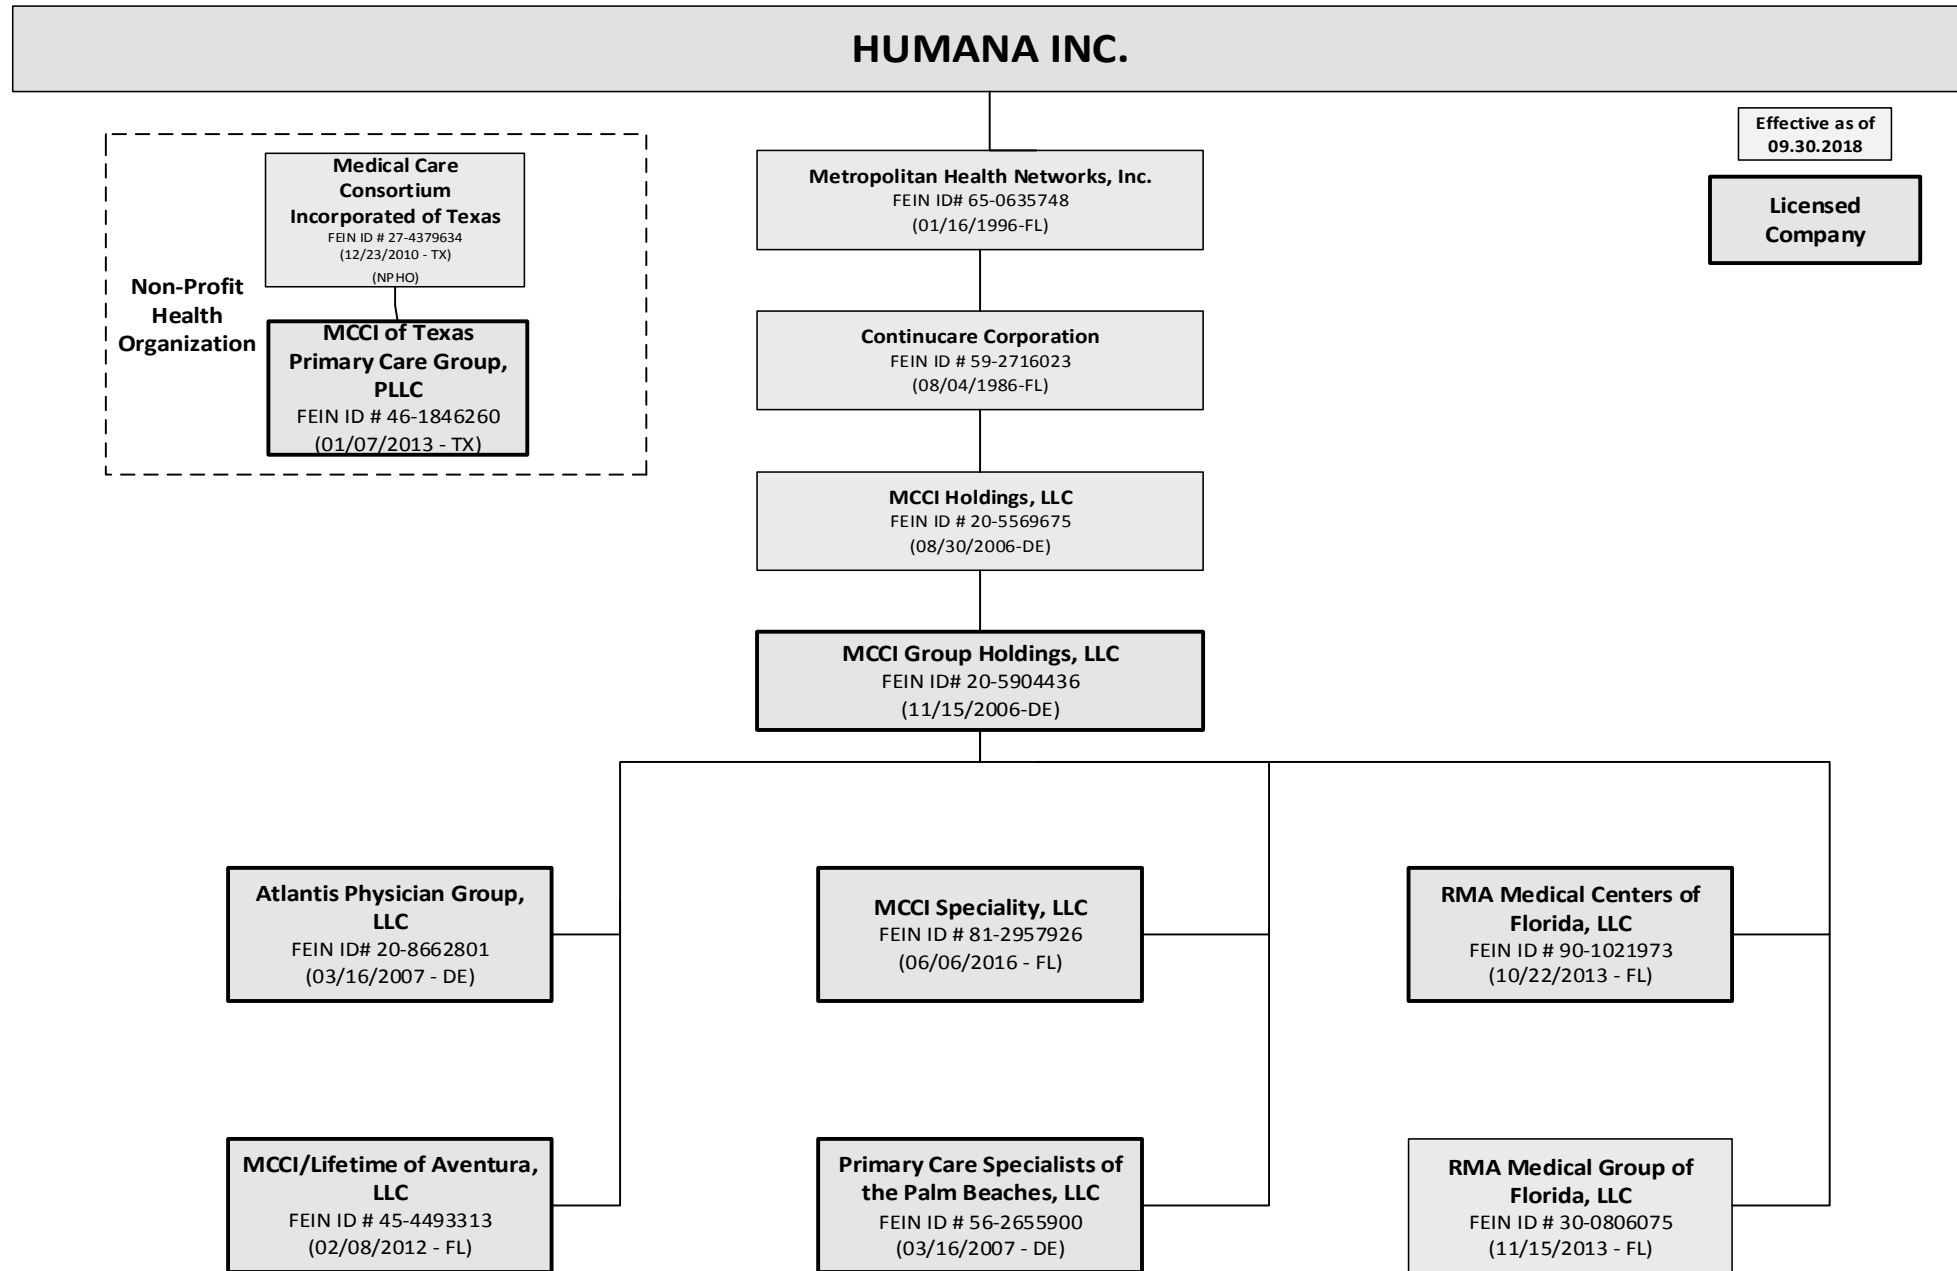 HUMANA INC.
Effective as of
09.30.2018
Licensed
Company
Non-Profit
Health
Organization
Medical Care
Consortium
Incorporated of Texas
FEIN ID # 27-4379634
(12/23/2010 - TX)
(NPHO)
MCCI of Texas
Primary Care Group,
PLLC
FEIN ID # 46-1846260
(01/07/2013 - TX)
Metropolitan Health Networks, Inc.
FEIN ID# 65-0635748
(01/16/1996-FL)
Continucare Corporation
FEIN ID # 59-2716023
(08/04/1986-FL)
MCCI Holdings, LLC
FEIN ID # 20-5569675
(08/30/2006-DE)
MCCI Group Holdings, LLC
FEIN ID# 20-5904436
(11/15/2006-DE)
Atlantis Physician Group,
LLC
FEIN ID# 20-8662801
(03/16/2007 - DE)
MCCI Speciality, LLC
FEIN ID # 81-2957926
(06/06/2016 - FL)
RMA Medical Centers of
Florida, LLC
FEIN ID # 90-1021973
(10/22/2013 - FL)
MCCI/Lifetime of Aventura,
LLC
FEIN ID # 45-4493313
(02/08/2012 - FL)
Primary Care Specialists of
the Palm Beaches, LLC
FEIN ID # 56-2655900
(03/16/2007 - DE)
RMA Medical Group of
Florida, LLC
FEIN ID # 30-0806075
(11/15/2013 - FL)